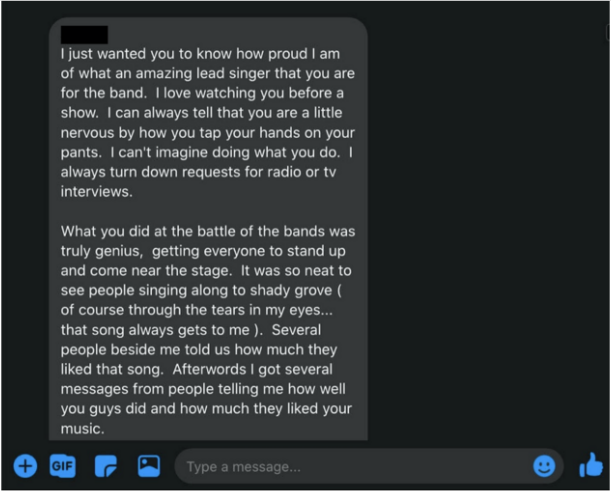 I just wanted you to know how proud I am
of what an amazing lead singer that you are
for the band.  I love watching you before a
show.  I can always tell that you are a little
nervous by how you tap your hands on your
pants.  I can't imagine doing what you do.  I
always turn down requests for radio or tv
interviews.

What you did at the battle of the bands was
truly genius,  getting everyone to stand up
and come near the stage.  It was so neat to
see people singing along to shady grove (
of course through the tears in my eyes...
that song always gets to me ).  Several
people beside me told us how much they
liked that song.  Afterwords I got several
messages from people telling me how well
you guys did and how much they liked your
music.
GIF
Type a message...